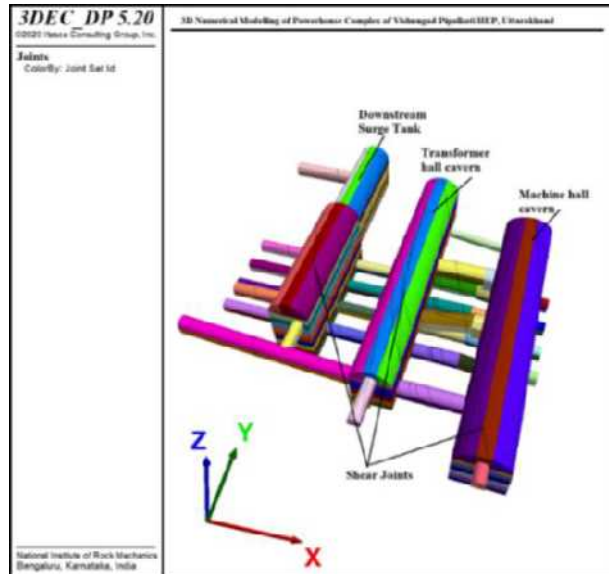 3DEC_DP 5.20
©2020 Itasca Consulting Group, Inc.
Joints
ColorBy: Joint Set Id
3D Numerical Modelling of Powerhouse Complex of Vishnugad Pipalkoti HEP, Uttarakhand
Downstream
Surge Tank
Transformer
hall cavern
Machine hall
cavern
Z
Y
X
Shear Joints
National Institute of Rock Mechanics
Bengaluru, Karnataka, India